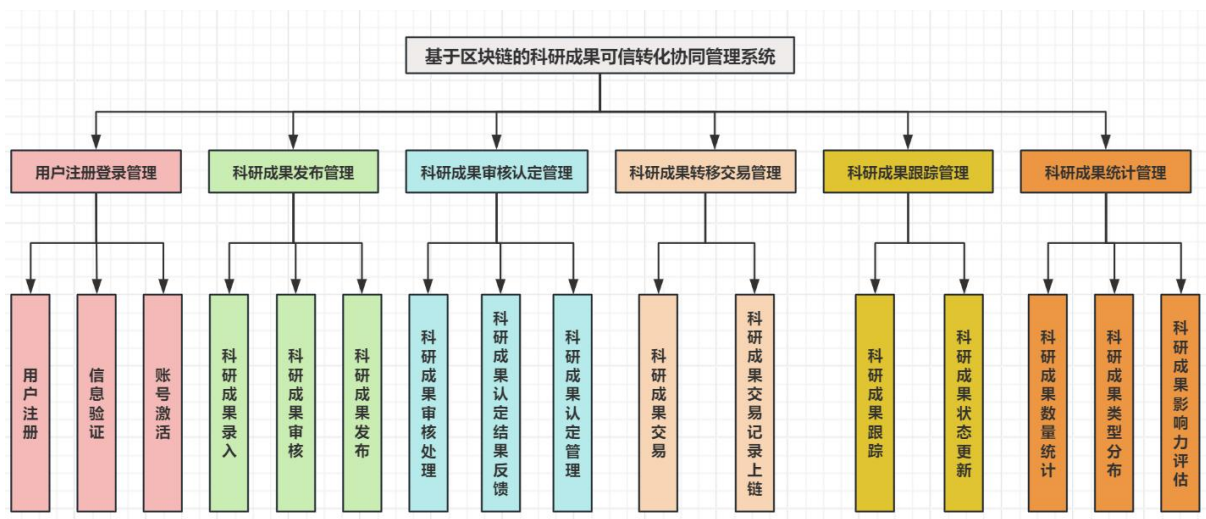 基于区块链的科研成果可信转化协同管理系统
用户注册登录管理
科研成果发布管理
科研成果审核认定管理
科研成果转移交易管理
科研成果跟踪管理
科研成果统计管理
用户注册
信息验证
账号激活
科研成果录入
科研成果审核
科研成果发布
科研成果审核处理
科研成果认定结果反馈
科研成果认定管理
科研成果交易
科研成果交易记录上链
科研成果跟踪
科研成果状态更新
科研成果数量统计
科研成果类型分布
科研成果影响力评估